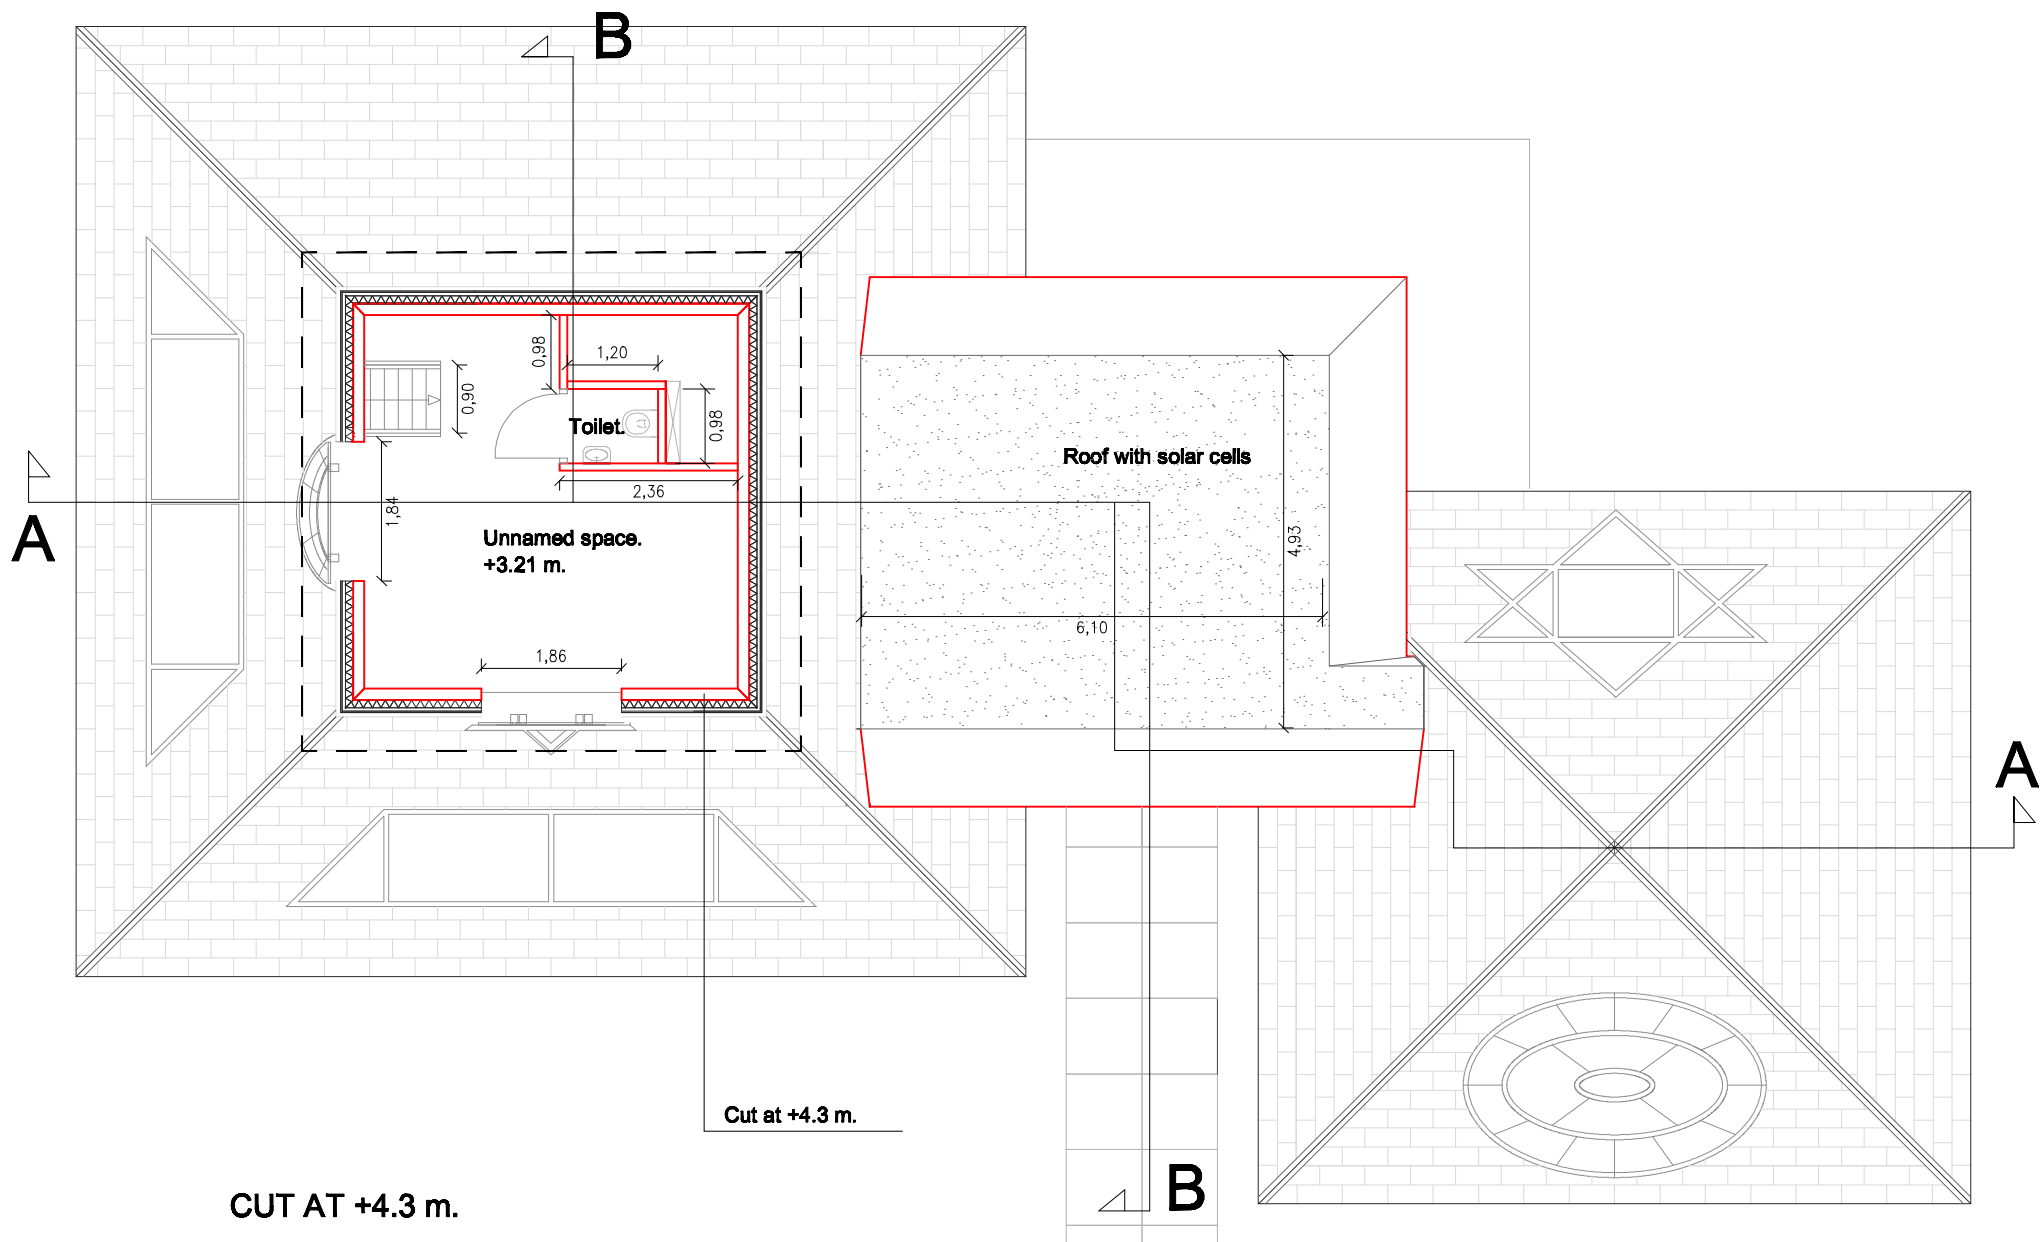 B
0,98
1,20
0,90
0,98
Toilet.
Roof with solar cells
2,36
1,84
A
Unnamed space.
+3.21 m.
4,93
6,10
1,86
A
Cut at +4.3 m.
B
CUT AT +4.3 m.